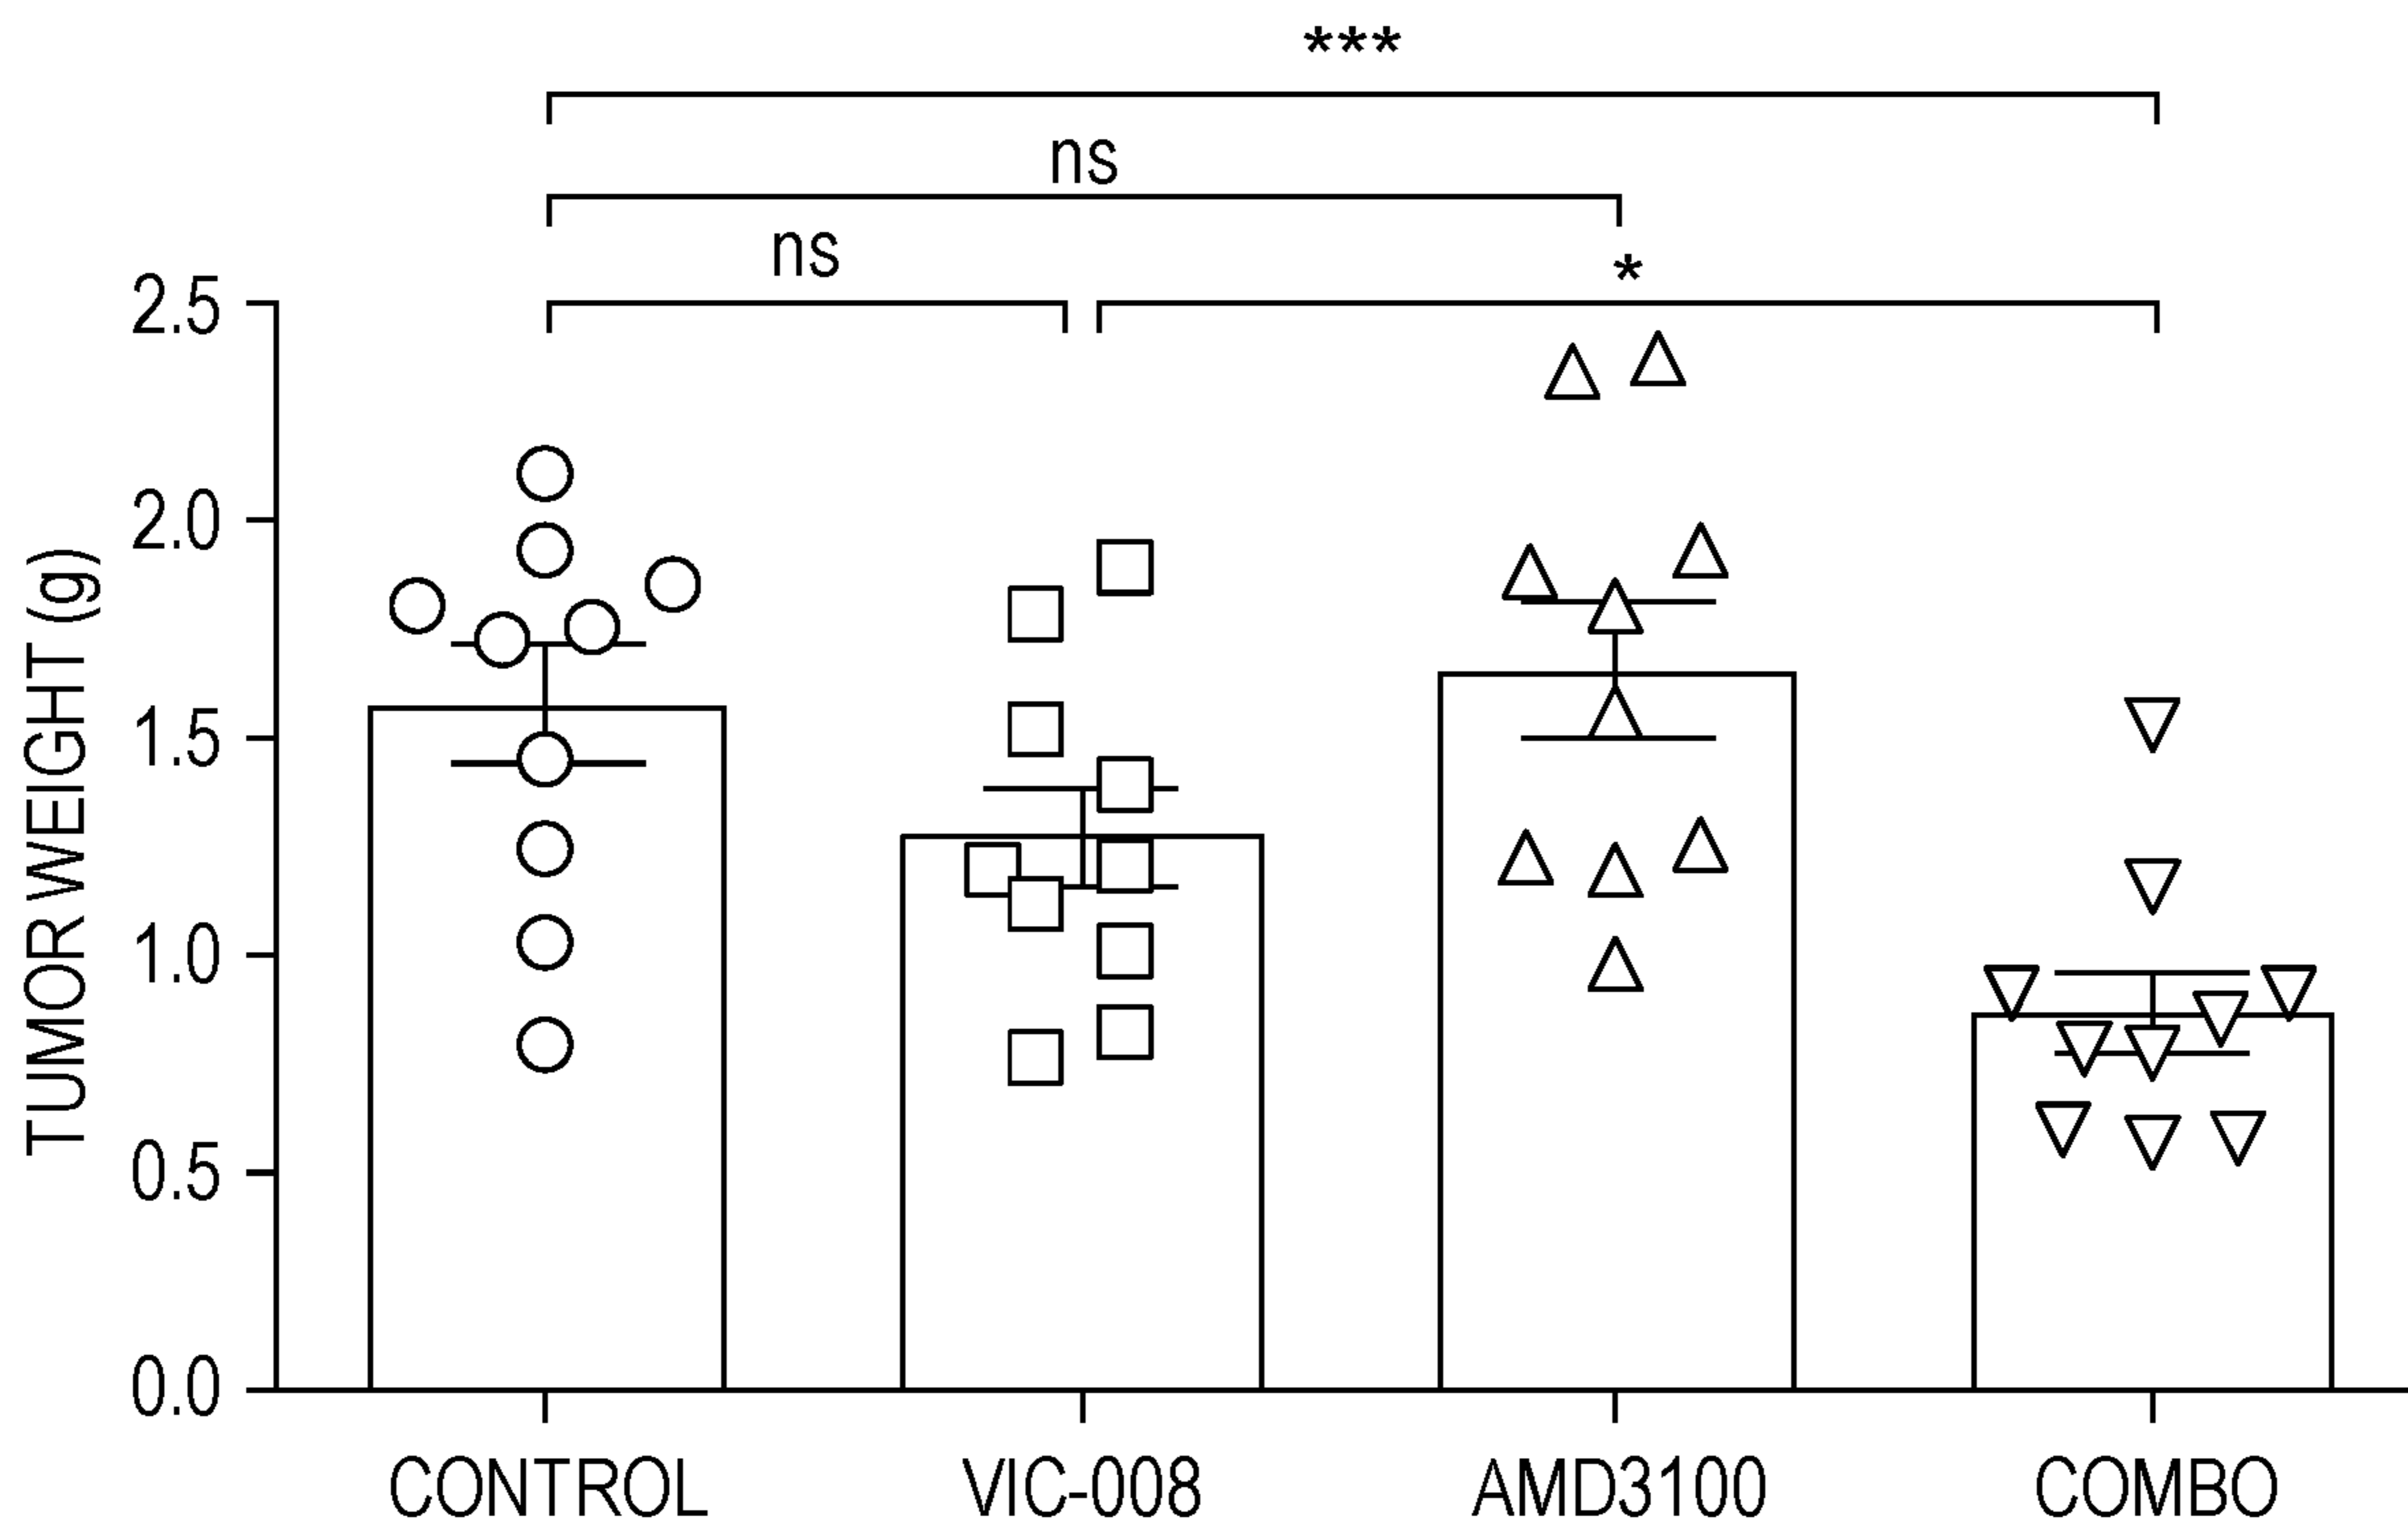 ***
ns
ns
*
2.5
2.0
1.5
1.0
0.5
0.0
TUMOR WEIGHT (g)
CONTROL VIC-008 AMD3100 COMBO